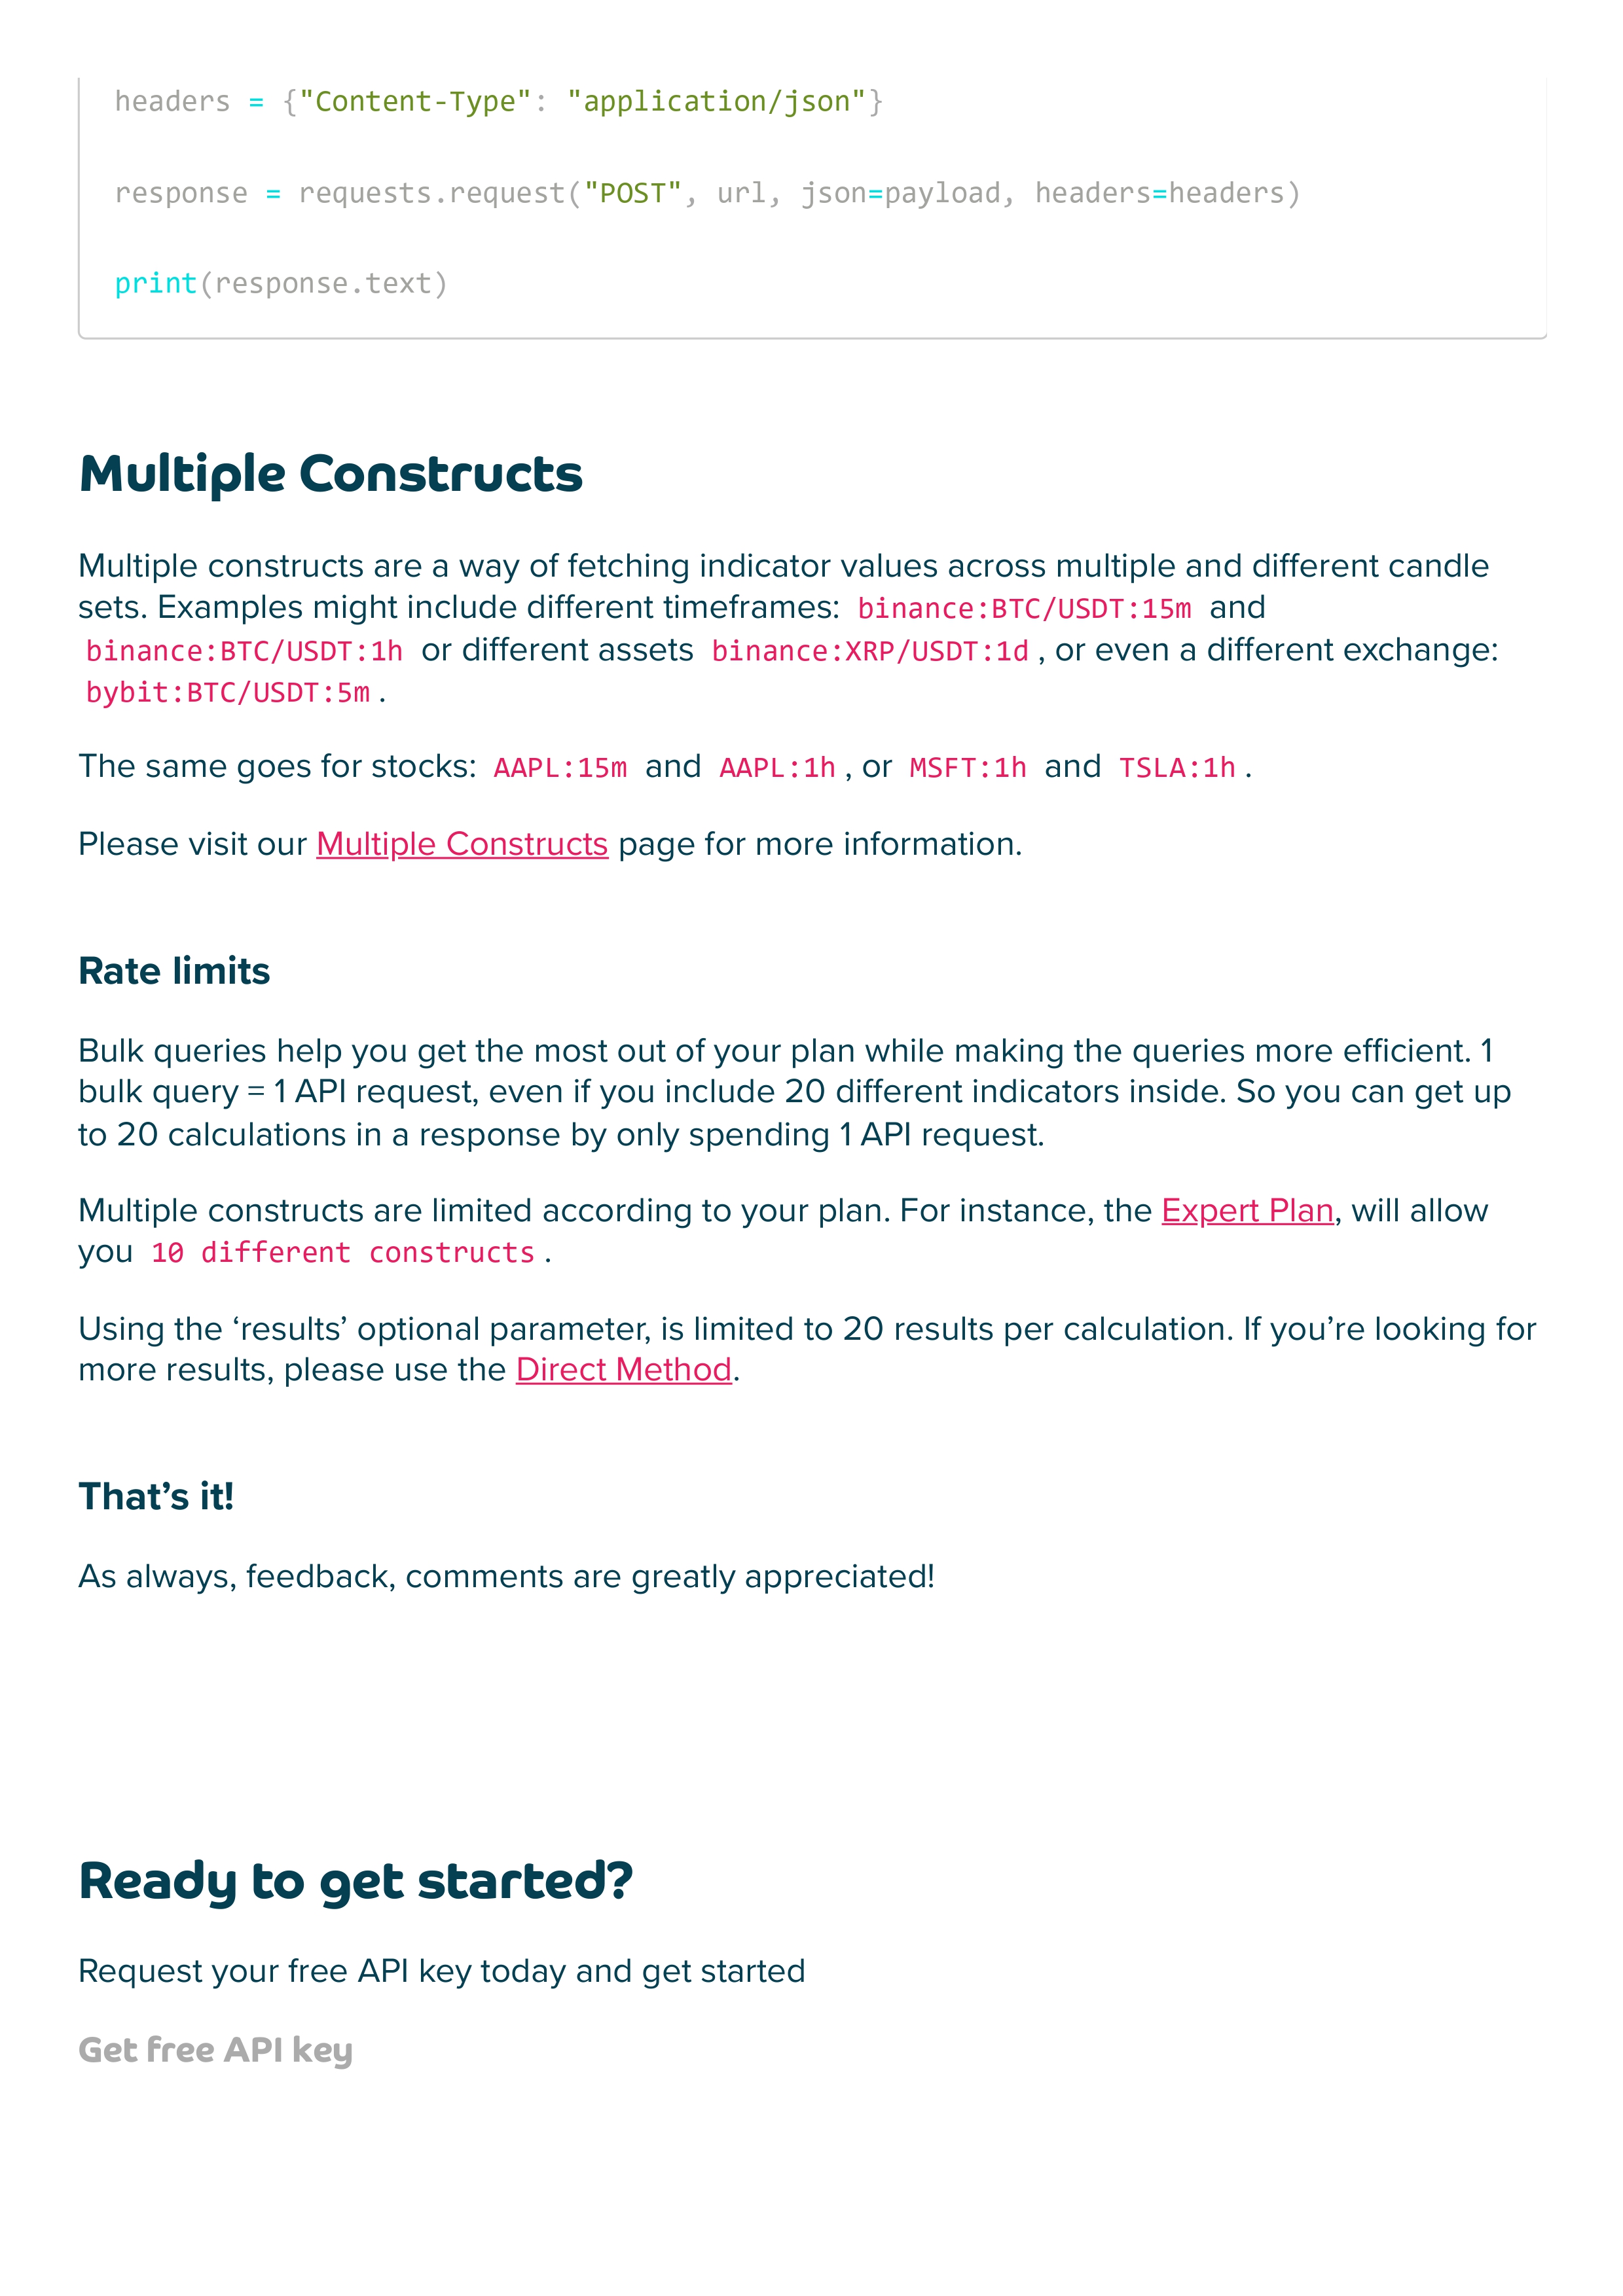 headers = {"Content-Type": "application/json"}
response = requests.request("POST", url, json=payload, headers=headers)
print(response.text)
Multiple Constructs
Multiple constructs are a way of fetching indicator values across multiple and different candle
sets. Examples might include different timeframes: binance:BTC/USDT:15m and
binance:BTC/USDT:1h or different assets binance:XRP/USDT:1d , or even a different exchange:
bybit:BTC/USDT:5m .
The same goes for stocks: AAPL:15m and AAPL:1h , or MSFT:1h and TSLA:1h .
Please visit our Multiple Constructs page for more information.
Rate limits
Bulk queries help you get the most out of your plan while making the queries more efficient. 1
bulk query = 1 API request, even if you include 20 different indicators inside. So you can get up
to 20 calculations in a response by only spending 1 API request.
Multiple constructs are limited according to your plan. For instance, the Expert Plan, will allow
you 10 different constructs .
Using the ‘results’ optional parameter, is limited to 20 results per calculation. If you’re looking for
more results, please use the Direct Method.
That’s it!
As always, feedback, comments are greatly appreciated!
Ready to get started?
Request your free API key today and get started
Get free API key